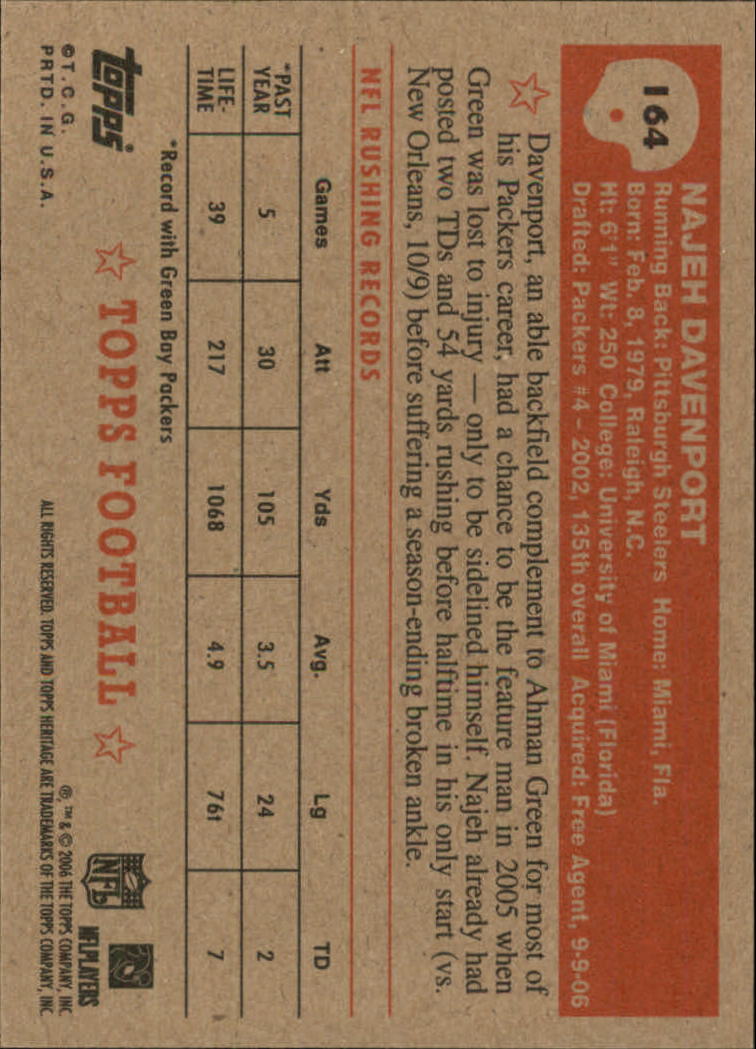 164
NAJEH DAVENPORT
Running Back: Pittsburgh Steelers Home: Miami, Fla.
Born: Feb. 8, 1979, Raleigh, N.C.
Ht: 6'1" Wt: 250 College: University of Miami (Florida)
Drafted: Packers #4 - 2002, 135th overall Acquired: Free Agent, 9-9-06
Davenport, an able backfield complement to Ahman Green for most of
his Packers career, had a chance to be the feature man in 2005 when
Green was lost to injury — only to be sidelined himself. Najeh already had
posted two TDs and 54 yards rushing before halftime in his only start (vs.
New Orleans, 10/9) before suffering a season-ending broken ankle.
NFL RUSHING RECORDS
Games Att Yds Avg. Lg TD
*PAST YEAR 5 30 105 3.5 24 2
LIFE-TIME 39 217 1068 4.9 76t 7
*Record with Green Bay Packers
topps®
TOPPS FOOTBALL
NFL
NFLPLAYERS
©T.C.G.
PRTD. IN U.S.A.
®, ™ & © 2006 THE TOPPS COMPANY, INC
ALL RIGHTS RESERVED. TOPPS AND TOPPS HERITAGE ARE TRADEMARKS OF THE TOPPS COMPANY, INC